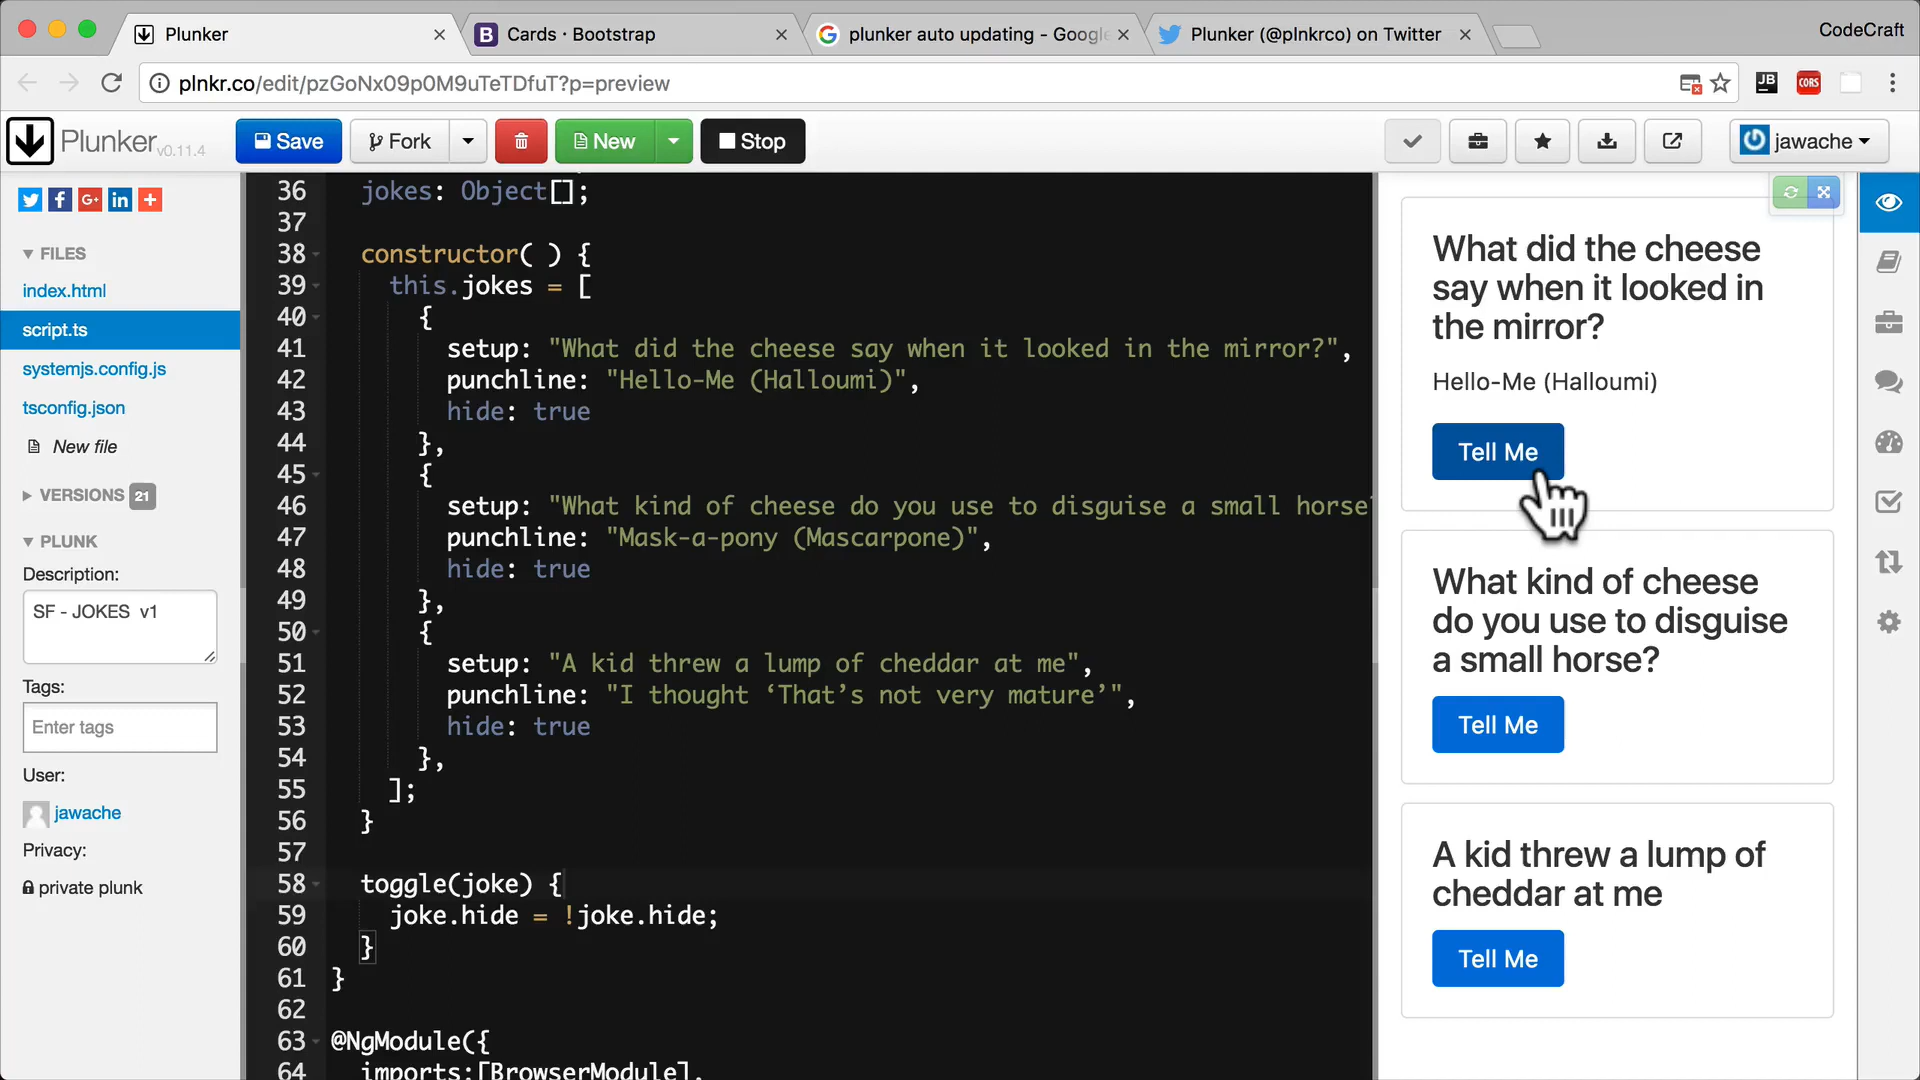 Plunker
Cards · Bootstrap
plunker auto updating - Google
Plunker (@plnkrco) on Twitter
CodeCraft
plnkr.co/edit/pzGoNx09p0M9uTeTDfuT?p=preview
JB
CORS
Plunker v0.11.4
Save
Fork
New
Stop
jawache
FILES
index.html
script.ts
systemjs.config.js
tsconfig.json
New file
VERSIONS 21
PLUNK
Description:
SF - JOKES v1
Tags:
Enter tags
User:
jawache
Privacy:
private plunk
36 jokes: Object[];
37
38 constructor( ) {
39 this.jokes = [
40 {
41 setup: "What did the cheese say when it looked in the mirror?",
42 punchline: "Hello-Me (Halloumi)",
43 hide: true
44 },
45 {
46 setup: "What kind of cheese do you use to disguise a small horse?
47 punchline: "Mask-a-pony (Mascarpone)",
48 hide: true
49 },
50 {
51 setup: "A kid threw a lump of cheddar at me",
52 punchline: "I thought ‘That’s not very mature’",
53 hide: true
54 },
55 ];
56 }
57
58 toggle(joke) {
59 joke.hide = !joke.hide;
60 }
61 }
62
63 @NgModule({
64 imports:[BrowserModule],
What did the cheese
say when it looked in
the mirror?
Hello-Me (Halloumi)
Tell Me
What kind of cheese
do you use to disguise
a small horse?
Tell Me
A kid threw a lump of
cheddar at me
Tell Me